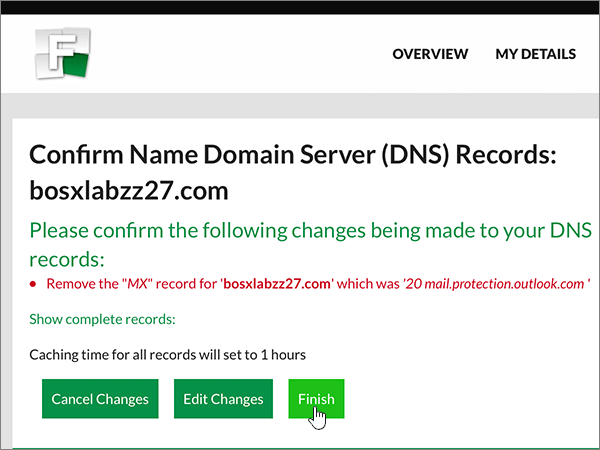 F
OVERVIEW MY DETAILS
Confirm Name Domain Server (DNS) Records:
bosxlabzz27.com
Please confirm the following changes being made to your DNS
records:
Remove the "MX" record for 'bosxlabzz27.com' which was '20 mail.protection.outlook.com '
Show complete records:
Caching time for all records will set to 1 hours
Cancel Changes Edit Changes Finish